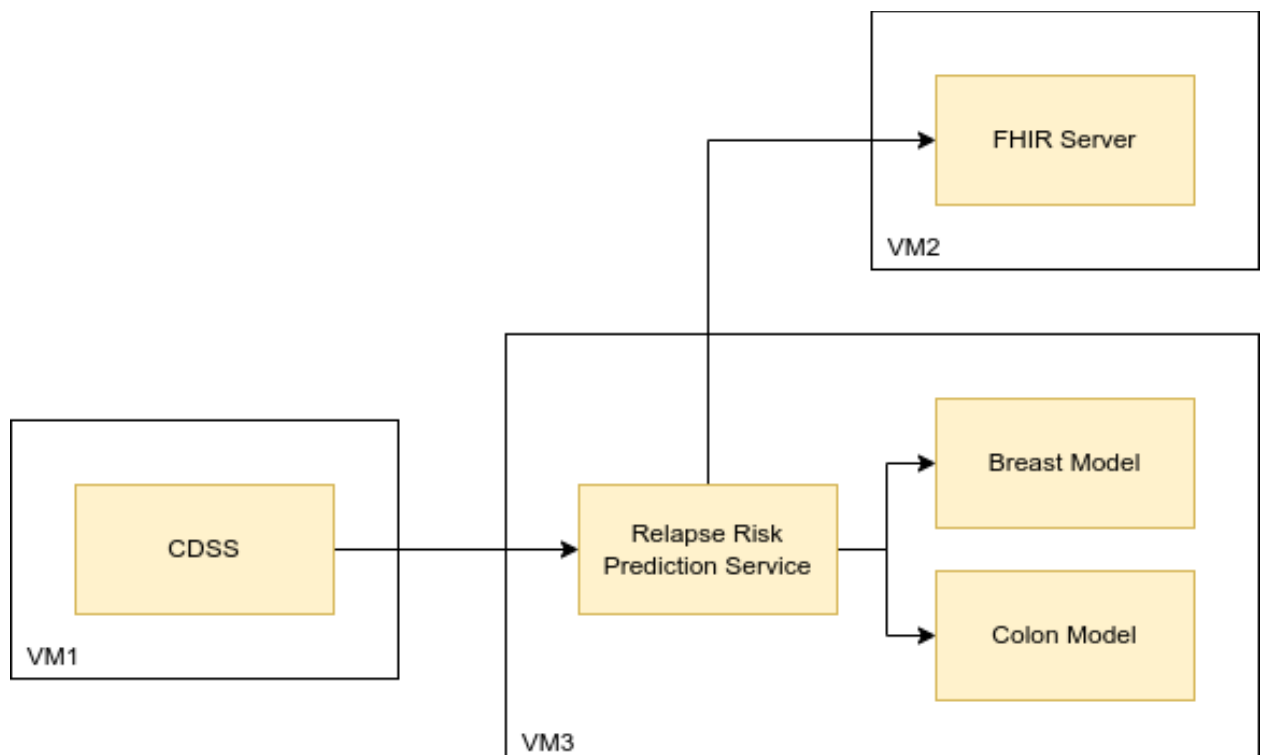 FHIR Server
VM2
Breast Model
CDSS
Relapse Risk
Prediction Service
Colon Model
VM1
VM3